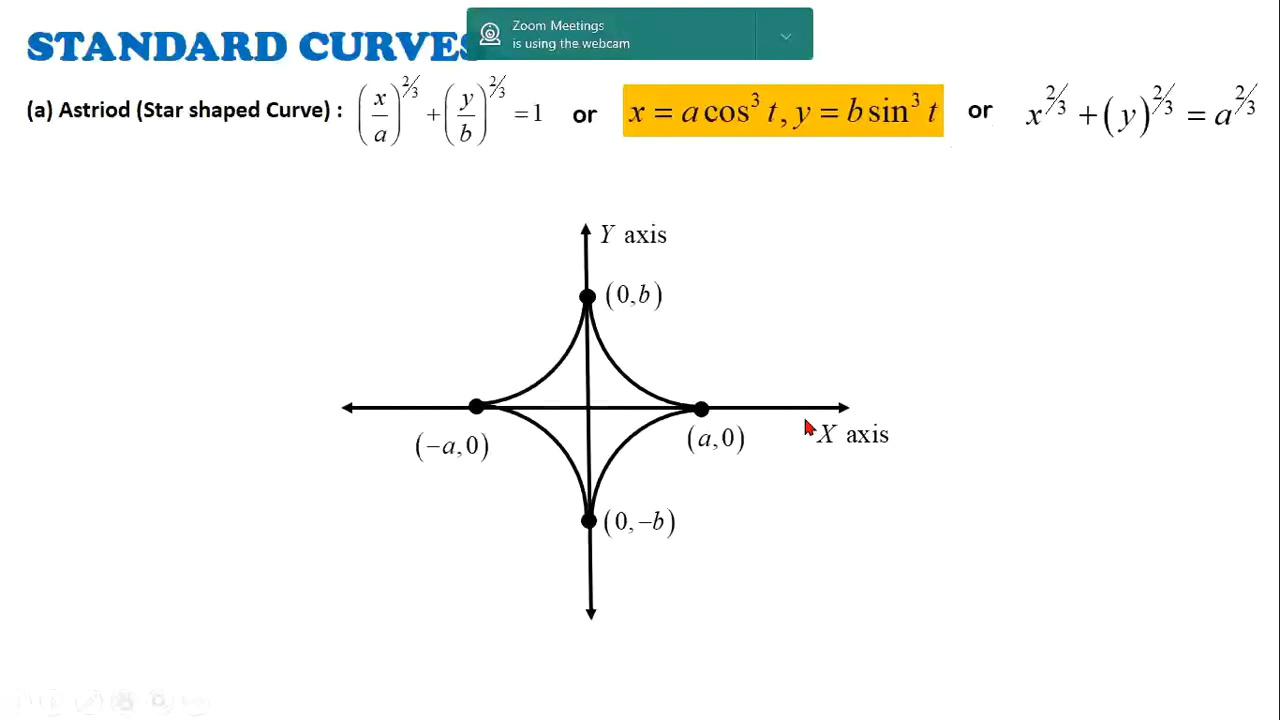 Zoom Meetings
is using the webcam
STANDARD CURVES
(a) Astriod (Star shaped Curve) : (x/a)^2/3 + (y/b)^2/3 = 1 or x = a cos³ t, y = b sin³ t or x^2/3 + (y)^2/3 = a^2/3
Y axis
(0,b)
(−a,0)
(a,0)
X axis
(0,−b)